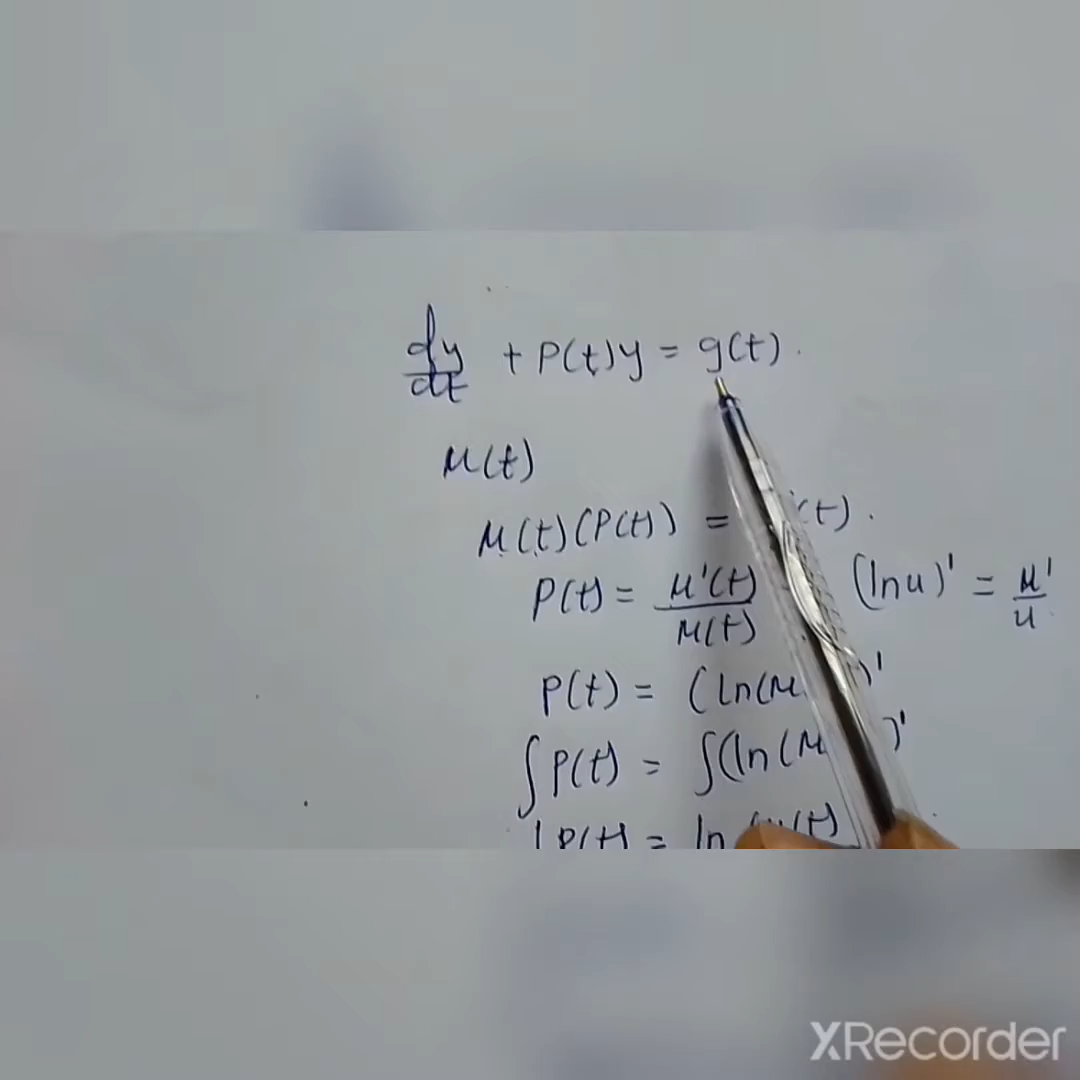 dy/dt + P(t)y = g(t).
μ(t)
μ(t)(P(t)) = (t).
P(t) = μ'(t)/μ(t) (ln u)' = μ'/u
P(t) = (ln(μ )'
∫P(t) = ∫(ln(μ )'
∫P(t) = ln μ(t)
XRecorder